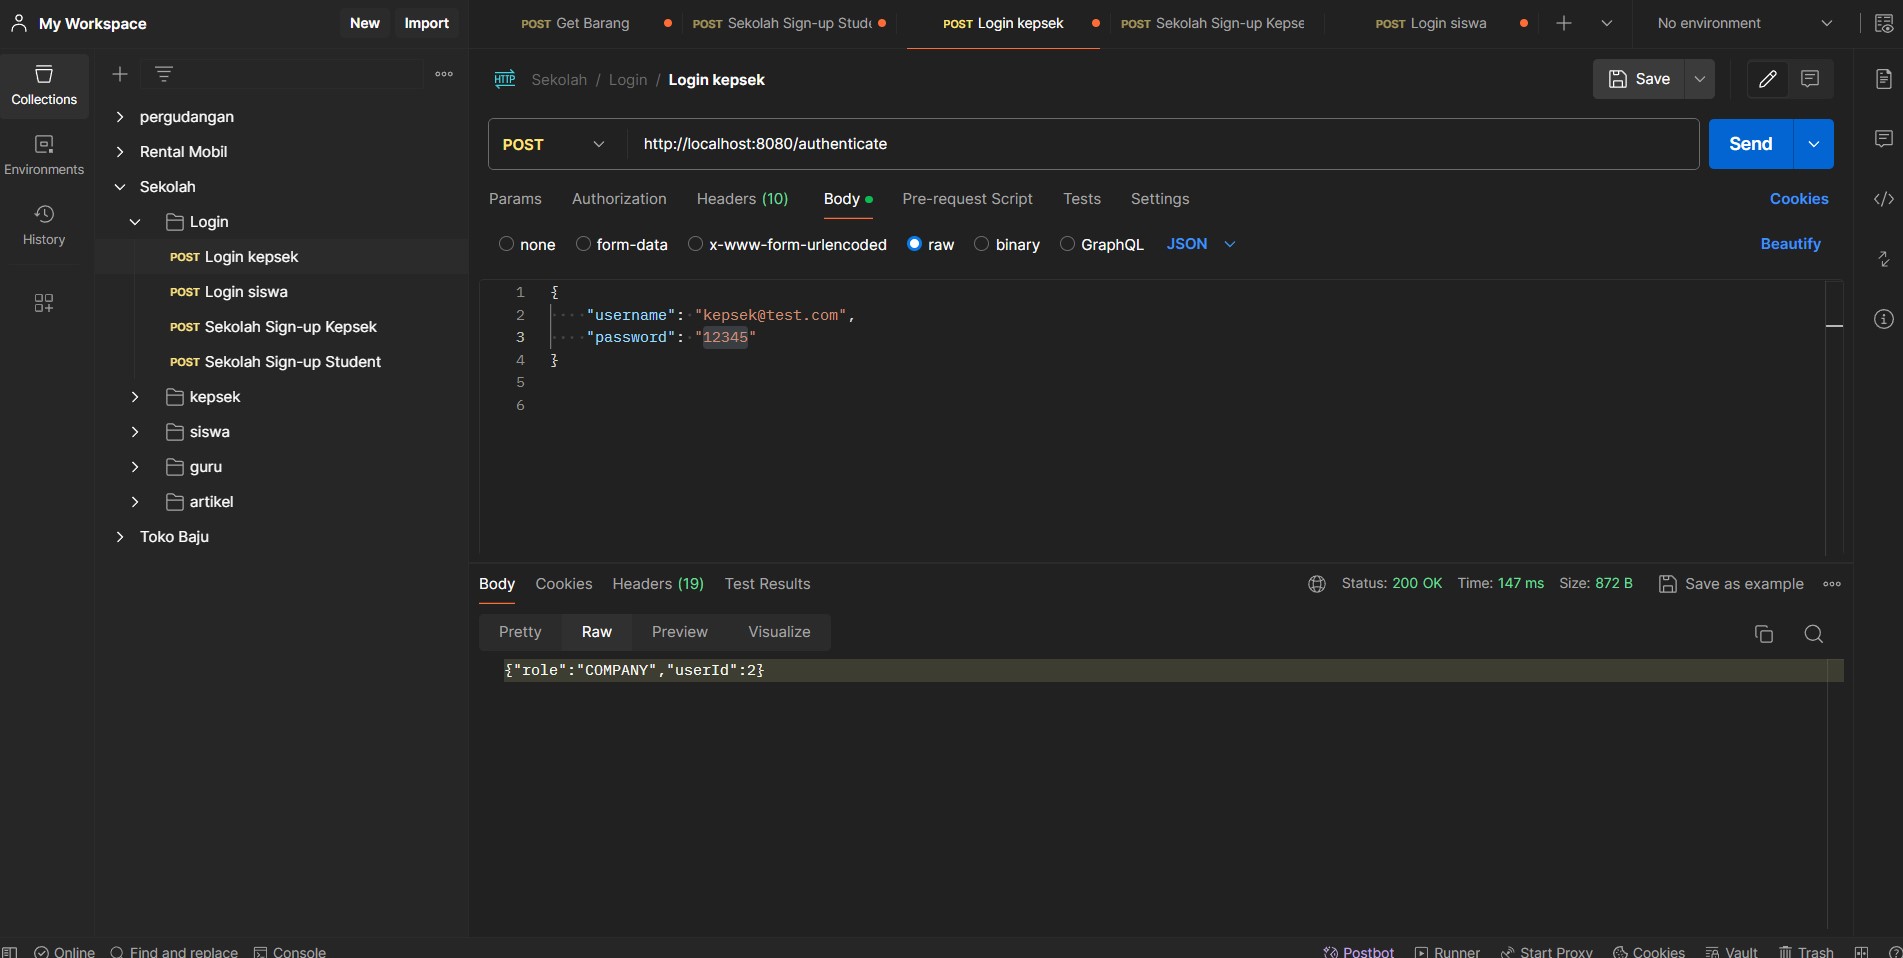 My Workspace
New
Import
POST Get Barang
POST Sekolah Sign-up Stude
POST Login kepsek
POST Sekolah Sign-up Kepse
POST Login siswa
No environment
Collections
Environments
History
pergudangan
Rental Mobil
Sekolah
Login
POST Login kepsek
POST Login siswa
POST Sekolah Sign-up Kepsek
POST Sekolah Sign-up Student
kepsek
siswa
guru
artikel
Toko Baju
HTTP Sekolah / Login / Login kepsek
Save
POST http://localhost:8080/authenticate
Send
Params Authorization Headers (10) Body Pre-request Script Tests Settings Cookies
none form-data x-www-form-urlencoded raw binary GraphQL JSON Beautify
1 {
2 "username": "kepsek@test.com",
3 "password": "12345"
4 }
5
6
Body Cookies Headers (19) Test Results Status: 200 OK Time: 147 ms Size: 872 B Save as example
Pretty Raw Preview Visualize
{"role":"COMPANY","userId":2}
Online Find and replace Console Postbot Runner Start Proxy Cookies Vault Trash